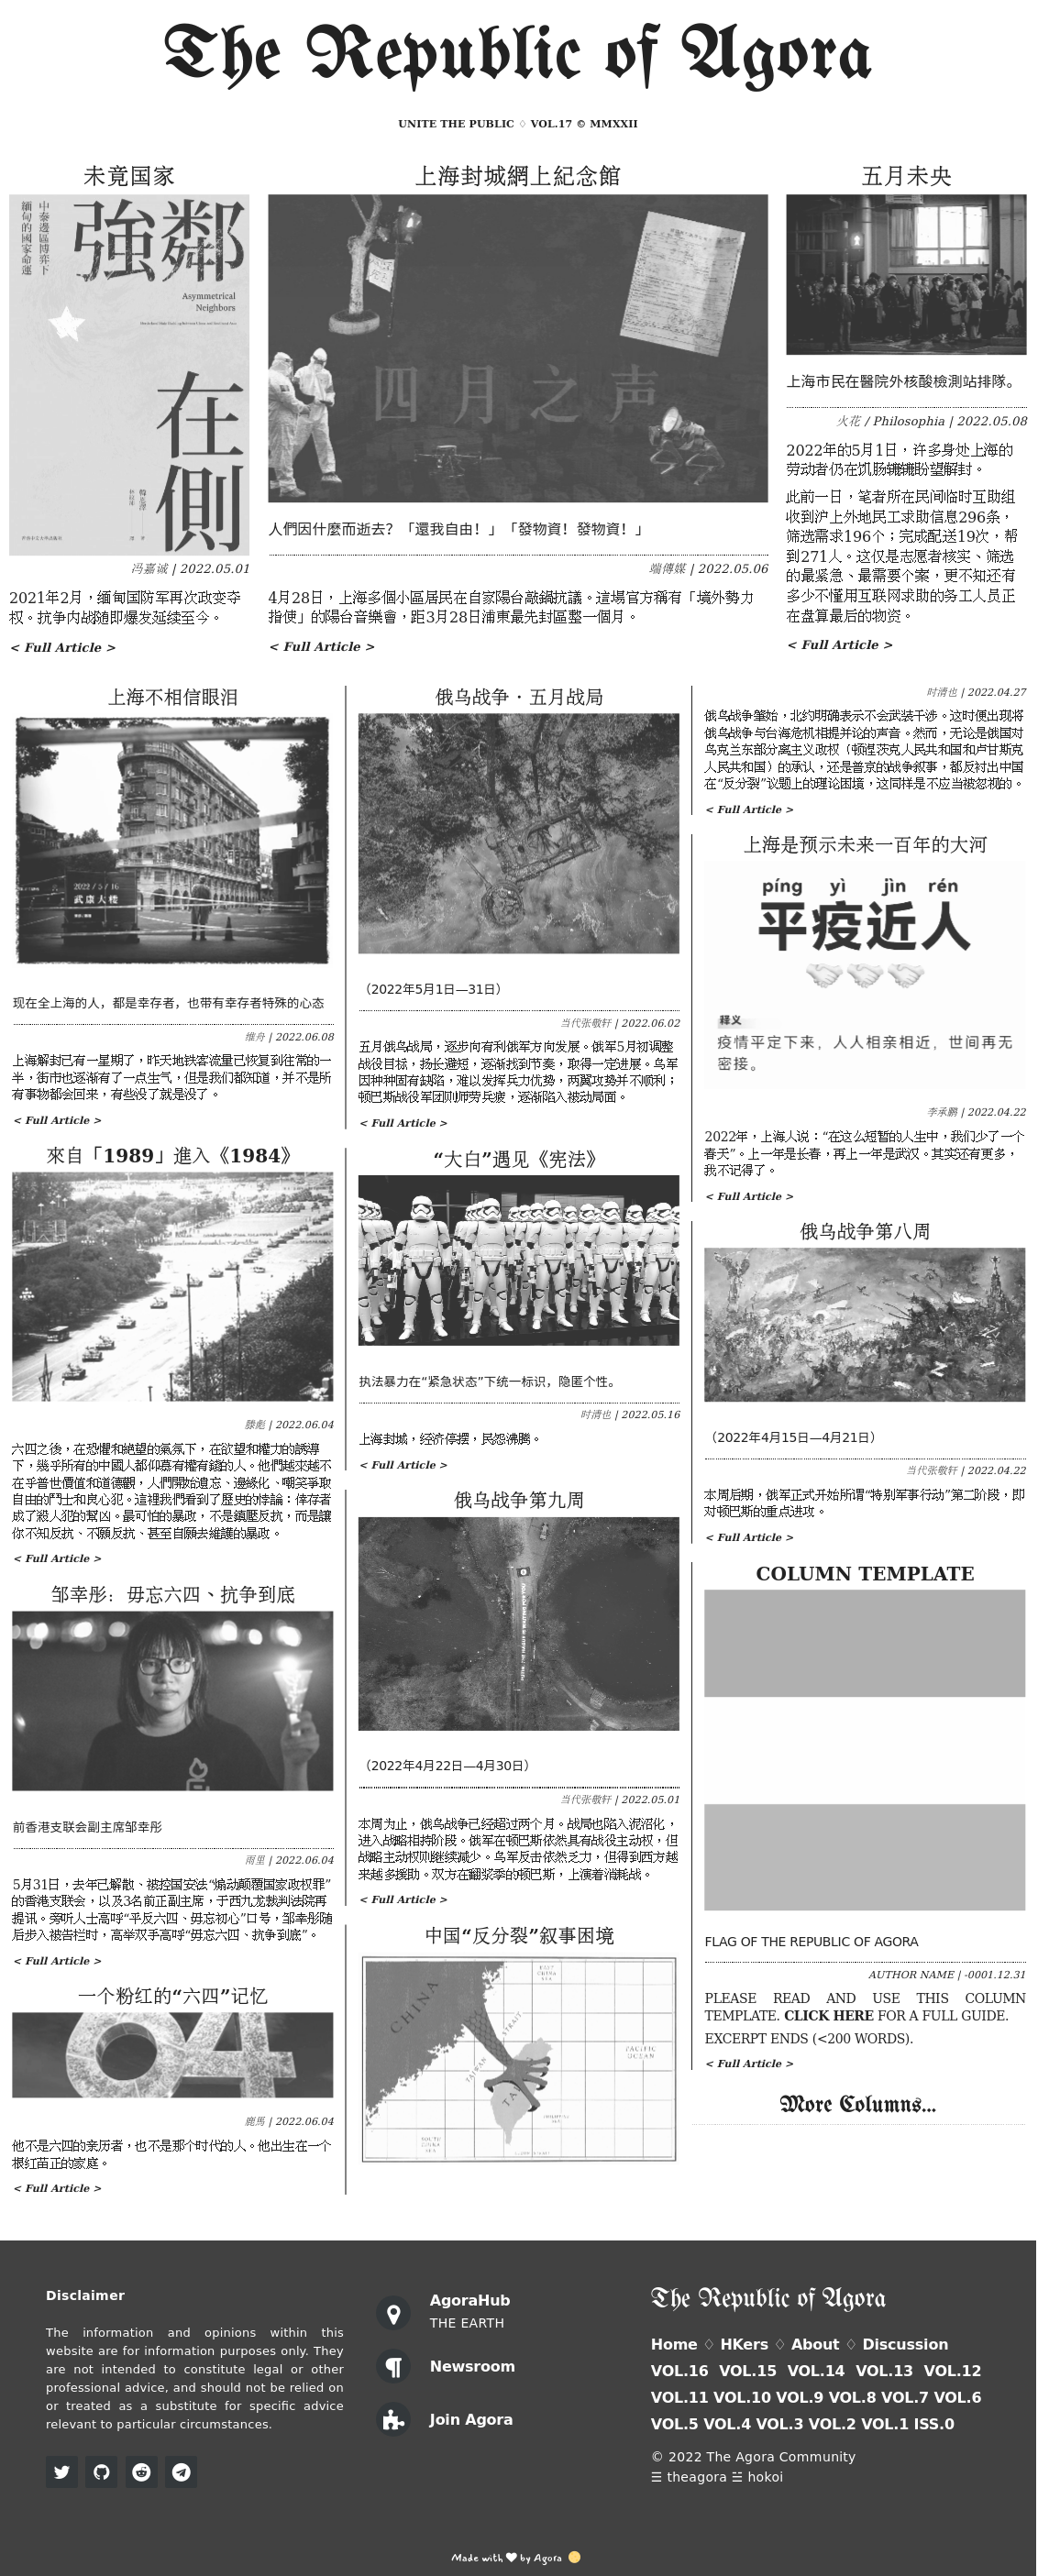 The Republic of Agora
UNITE THE PUBLIC ♢ VOL.17 © MMXXII
未竟国家
中泰邊區博弈下
緬甸的國家命運
強鄰
Asymmetrical
Neighbors
在側
冯嘉诚 | 2022.05.01
2021年2月，缅甸国防军再次政变夺
权。抗争内战随即爆发延续至今。
< Full Article >
上海封城網上紀念館
四月之声
人們因什麼而逝去？「還我自由！」「發物資！發物資！」
端傳媒 | 2022.05.06
4月28日，上海多個小區居民在自家陽台敲鍋抗議。這場官方稱有「境外勢力
指使」的陽台音樂會，距3月28日浦東最先封區整一個月。
< Full Article >
五月未央
上海市民在醫院外核酸檢測站排隊。
火花 / Philosophia | 2022.05.08
2022年的5月1日，许多身处上海的
劳动者仍在饥肠辘辘盼望解封。
此前一日，笔者所在民间临时互助组
收到沪上外地民工求助信息296条，
筛选需求196个；完成配送19次，帮
到271人。这仅是志愿者核实、筛选
的最紧急、最需要个案，更不知还有
多少不懂用互联网求助的务工人员正
在盘算最后的物资。
< Full Article >
上海不相信眼泪
2022 / 5 / 16
武康大楼
现在全上海的人，都是幸存者，也带有幸存者特殊的心态
维舟 | 2022.06.08
上海解封已有一星期了，昨天地铁客流量已恢复到往常的一
半，街市也逐渐有了一点生气，但是我们都知道，并不是所
有事物都会回来，有些没了就是没了。
< Full Article >
來自「1989」進入《1984》
滕彪 | 2022.06.04
六四之後，在恐懼和絕望的氣氛下，在欲望和權力的誘導
下，幾乎所有的中國人都仰慕有權有錢的人。他們越來越不
在乎普世價值和道德觀，人們開始遺忘、邊緣化、嘲笑爭取
自由的鬥士和良心犯。這裡我們看到了歷史的悖論：倖存者
成了殺人犯的幫凶。最可怕的暴政，不是鎮壓反抗，而是讓
你不知反抗、不願反抗、甚至自願去維護的暴政。
< Full Article >
邹幸彤：毋忘六四、抗争到底
前香港支联会副主席邹幸彤
雨里 | 2022.06.04
5月31日，去年已解散、被控国安法“煽动颠覆国家政权罪”
的香港支联会，以及3名前正副主席，于西九龙裁判法院再
提讯。旁听人士高呼“平反六四、毋忘初心”口号，邹幸彤随
后步入被告栏时，高举双手高呼“毋忘六四、抗争到底”。
< Full Article >
一个粉红的“六四”记忆
64
鹿馬 | 2022.06.04
他不是六四的亲历者，也不是那个时代的人。他出生在一个
根红苗正的家庭。
< Full Article >
俄乌战争 · 五月战局
（2022年5月1日—31日）
当代张敬轩 | 2022.06.02
五月俄乌战局，逐步向有利俄军方向发展。俄军5月初调整
战役目标，扬长避短，逐渐找到节奏，取得一定进展。乌军
因种种固有缺陷，难以发挥兵力优势，两翼攻势并不顺利；
顿巴斯战役军团则师劳兵疲，逐渐陷入被动局面。
< Full Article >
“大白”遇见《宪法》
执法暴力在“紧急状态”下统一标识，隐匿个性。
时清也 | 2022.05.16
上海封城，经济停摆，民怨沸腾。
< Full Article >
俄乌战争第九周
（2022年4月22日—4月30日）
当代张敬轩 | 2022.05.01
本周为止，俄乌战争已经超过两个月。战局也陷入泥沼化，
进入战略相持阶段。俄军在顿巴斯依然具有战役主动权，但
战略主动权则继续减少。乌军反击依然乏力，但得到西方越
来越多援助。双方在翻浆季的顿巴斯，上演着消耗战。
< Full Article >
中国“反分裂”叙事困境
CHINA
EAST
CHINA
SEA
TAIWAN
STRAIT
PACIFIC
OCEAN
SOUTH
CHINA
SEA
时清也 | 2022.04.27
俄乌战争肇始，北约明确表示不会武装干涉。这时便出现将
俄乌战争与台海危机相提并论的声音。然而，无论是俄国对
乌克兰东部分离主义政权（顿涅茨克人民共和国和卢甘斯克
人民共和国）的承认，还是普京的战争叙事，都反衬出中国
在“反分裂”议题上的理论困境，这同样是不应当被忽视的。
< Full Article >
上海是预示未来一百年的大河
píng yì jìn rén
平疫近人
释义
疫情平定下来，人人相亲相近，世间再无
密接。
李承鹏 | 2022.04.22
2022年，上海人说：“在这么短暂的人生中，我们少了一个
春天”。上一年是长春，再上一年是武汉。其实还有更多，
我不记得了。
< Full Article >
俄乌战争第八周
（2022年4月15日—4月21日）
当代张敬轩 | 2022.04.22
本周后期，俄军正式开始所谓“特别军事行动”第二阶段，即
对顿巴斯的重点进攻。
< Full Article >
COLUMN TEMPLATE
FLAG OF THE REPUBLIC OF AGORA
AUTHOR NAME | -0001.12.31
PLEASE READ AND USE THIS COLUMN
TEMPLATE. CLICK HERE FOR A FULL GUIDE.
EXCERPT ENDS (<200 WORDS).
< Full Article >
More Columns...
Disclaimer
The information and opinions within this
website are for information purposes only. They
are not intended to constitute legal or other
professional advice, and should not be relied on
or treated as a substitute for specific advice
relevant to particular circumstances.
AgoraHub
THE EARTH
Newsroom
Join Agora
The Republic of Agora
Home ♢ HKers ♢ About ♢ Discussion
VOL.16 VOL.15 VOL.14 VOL.13 VOL.12
VOL.11 VOL.10 VOL.9 VOL.8 VOL.7 VOL.6
VOL.5 VOL.4 VOL.3 VOL.2 VOL.1 ISS.0
© 2022 The Agora Community
☰ theagora ☱ hokoi
Made with ♥ by Agora